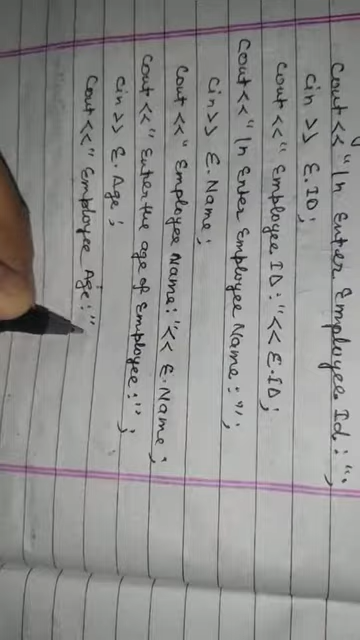 cout << "\n Enter Employee Id: ";
cin >> E.ID;
cout << "Employee ID: " << E.ID;
cout << "\n Enter Employee Name: ";
cin >> E.Name;
cout << "Employee Name: " << E.Name;
cout << "Enter the age of Employee: ";
cin >> E.Age;
cout << "Employee Age: "